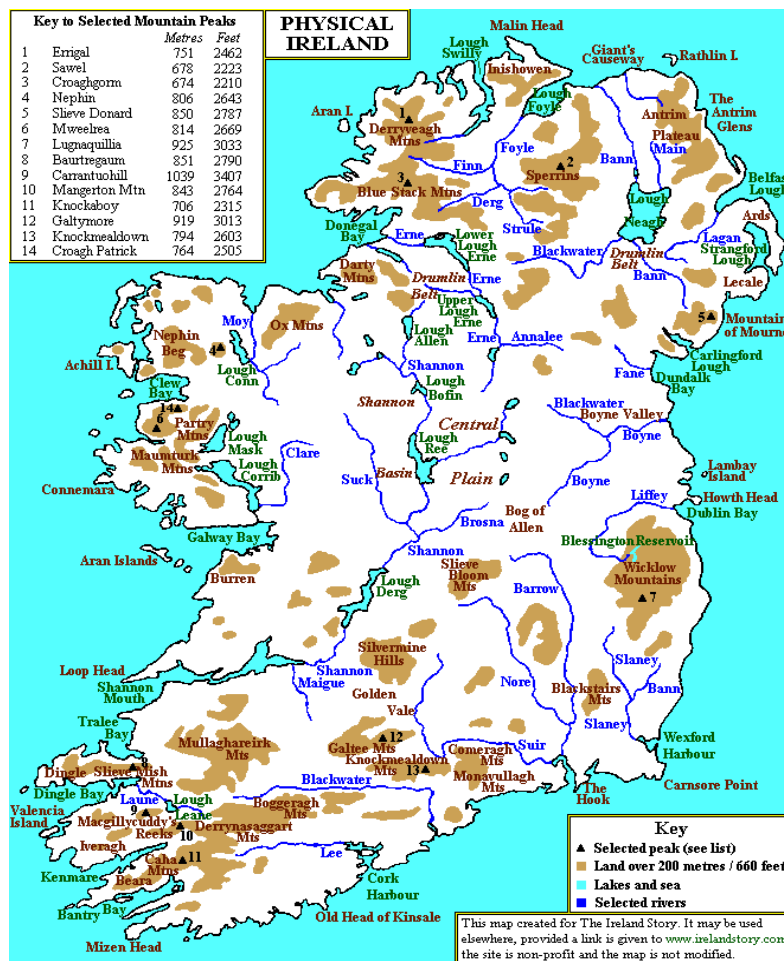 Key to Selected Mountain Peaks
Metres Feet
1 Errigal 751 2462
2 Sawel 678 2223
3 Croaghgorm 674 2210
4 Nephin 806 2643
5 Slieve Donard 850 2787
6 Mweelrea 814 2669
7 Lugnaquillia 925 3033
8 Baurtregaum 851 2790
9 Carrantuohill 1039 3407
10 Mangerton Mtn 843 2764
11 Knockaboy 706 2315
12 Galtymore 919 3013
13 Knockmealdown 794 2603
14 Croagh Patrick 764 2505
PHYSICAL
IRELAND
Malin Head
Lough
Swilly
Inishowen
Giant's
Causeway
Rathlin I.
Lough
Foyle
Aran I.
1
Derryveagh
Mtns
Antrim
Plateau
The
Antrim
Glens
Main
Foyle
Bann
Finn
2
Sperrins
3
Blue Stack Mtns
Derg
Strule
Lough
Neagh
Belfast
Lough
Ards
Donegal
Bay
Erne
Lower
Lough
Erne
Blackwater
Drumlin
Belt
Bann
Lagan
Strangford
Lough
Lecale
Darty
Mtns
Drumlin
Belt
Erne
Upper
Lough
Erne
5
Mountains
of Mourne
Moy
Ox Mtns
Nephin
Beg
4
Lough
Allen
Erne
Annalee
Achill I.
Lough
Conn
Shannon
Fane
Carlingford
Lough
Dundalk
Bay
Clew
Bay
Lough
Bofin
Blackwater
Boyne Valley
Boyne
14
6
Partry
Mtns
Shannon
Central
Lough
Mask
Maumturk
Mtns
Clare
Lough
Ree
Lough
Corrib
Suck
Basin
Plain
Boyne
Lambay
Island
Connemara
Liffey
Howth Head
Dublin Bay
Bog of
Allen
Brosna
Galway Bay
Blessington Reservoir
Aran Islands
Shannon
Slieve
Bloom
Mts
Wicklow
Mountains
7
Burren
Lough
Derg
Barrow
Silvermine
Hills
Slaney
Loop Head
Shannon
Mouth
Shannon
Maigue
Golden
Vale
Nore
Blackstairs
Mts
Bann
Slaney
Tralee
Bay
Mullaghareirk
Mts
12
Galtee Mts
Knockmealdown
Mts
13
Comeragh
Mts
Monavullagh
Mts
Suir
Wexford
Harbour
8
Dingle
Slieve Mish
Mtns
Dingle Bay
The
Hook
Carnsore Point
Blackwater
Laune
Lough
Leane
Valencia
Island
9
Macgillycuddy's
Reeks
10
Boggeragh
Mts
Derrynasaggart
Mts
Iveragh
Caha
Mtns
11
Lee
Kenmare
Beara
Cork
Harbour
Bantry Bay
Old Head of Kinsale
Mizen Head
Key
Selected peak (see list)
Land over 200 metres / 660 feet
Lakes and sea
Selected rivers
This map created for The Ireland Story. It may be used
elsewhere, provided a link is given to www.irelandstory.com
the site is non-profit and the map is not modified.